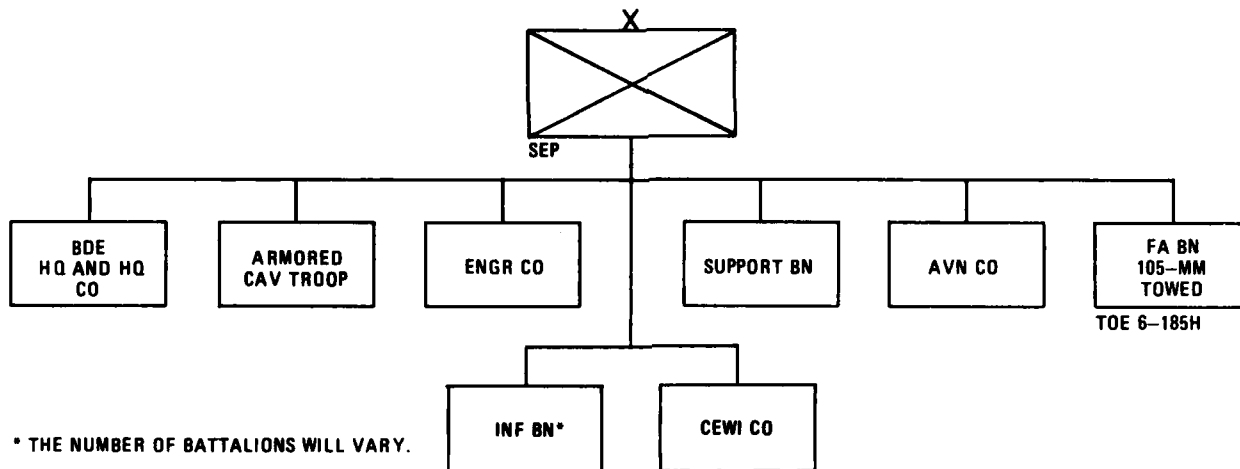 X
SEP
BDE
HQ AND HQ
CO
ARMORED
CAV TROOP
ENGR CO
SUPPORT BN
AVN CO
FA BN
105–MM
TOWED
TOE 6–185H
INF BN*
CEWI CO
* THE NUMBER OF BATTALIONS WILL VARY.